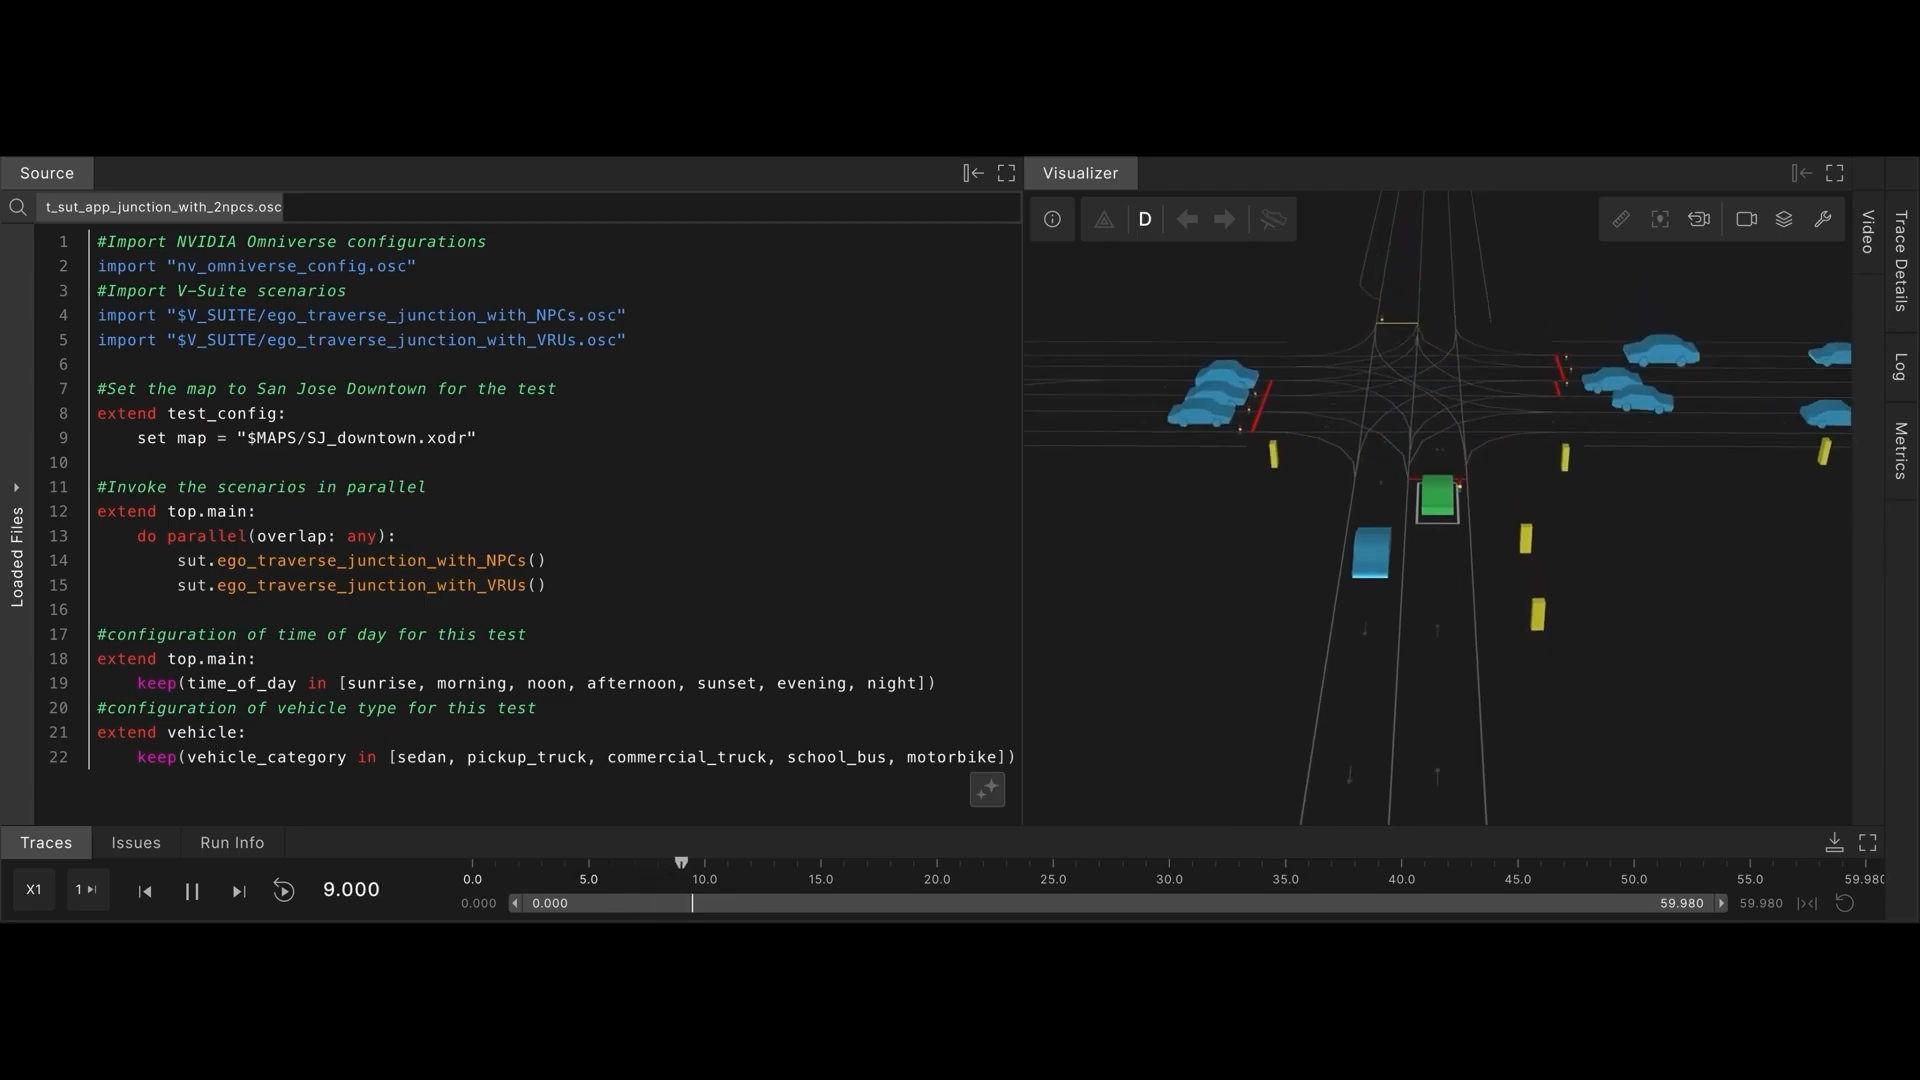 Source
t_sut_app_junction_with_2npcs.osc
1 #Import NVIDIA Omniverse configurations
2 import "nv_omniverse_config.osc"
3 #Import V-Suite scenarios
4 import "$V_SUITE/ego_traverse_junction_with_NPCs.osc"
5 import "$V_SUITE/ego_traverse_junction_with_VRUs.osc"
6
7 #Set the map to San Jose Downtown for the test
8 extend test_config:
9 set map = "$MAPS/SJ_downtown.xodr"
10
11 #Invoke the scenarios in parallel
12 extend top.main:
13 do parallel(overlap: any):
14 sut.ego_traverse_junction_with_NPCs()
15 sut.ego_traverse_junction_with_VRUs()
16
17 #configuration of time of day for this test
18 extend top.main:
19 keep(time_of_day in [sunrise, morning, noon, afternoon, sunset, evening, night])
20 #configuration of vehicle type for this test
21 extend vehicle:
22 keep(vehicle_category in [sedan, pickup_truck, commercial_truck, school_bus, motorbike])
Loaded Files
Visualizer
D
Video
Trace Details
Log
Metrics
Traces Issues Run Info
X1 1 9.000
0.0 5.0 10.0 15.0 20.0 25.0 30.0 35.0 40.0 45.0 50.0 55.0 59.980
0.000 0.000 59.980 59.980